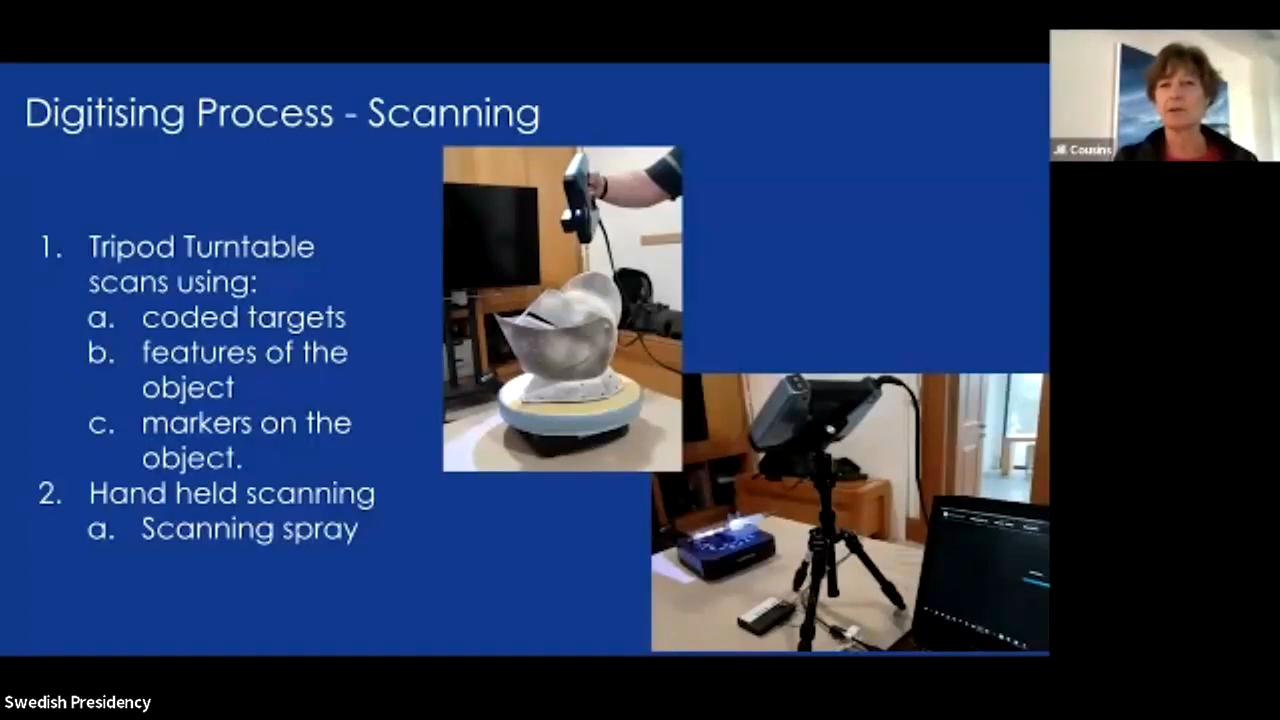 Digitising Process - Scanning
1. Tripod Turntable
scans using:
a. coded targets
b. features of the
object
c. markers on the
object.
2. Hand held scanning
a. Scanning spray
Jill Cousins
Swedish Presidency